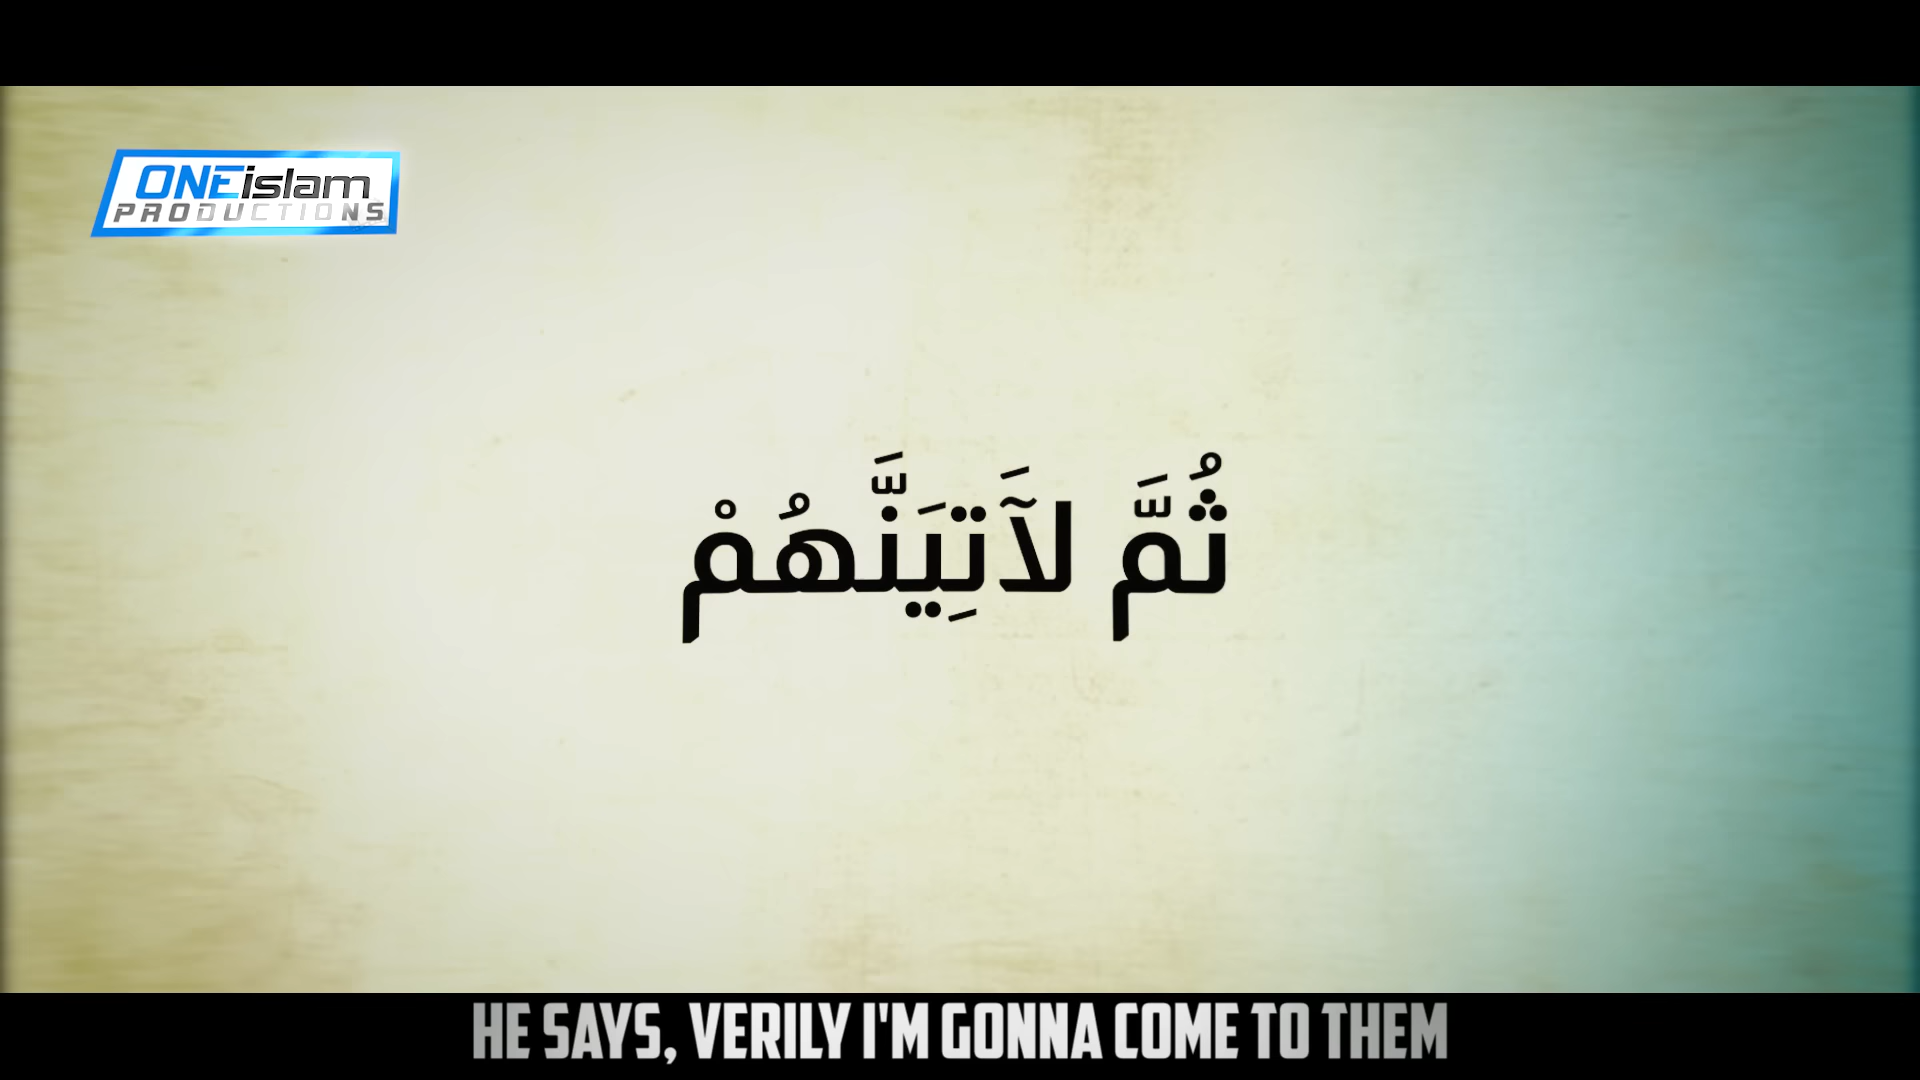 ONEislam
PRODUCTIONS
ثُمَّ لَآتِيَنَّهُمْ
HE SAYS, VERILY I'M GONNA COME TO THEM